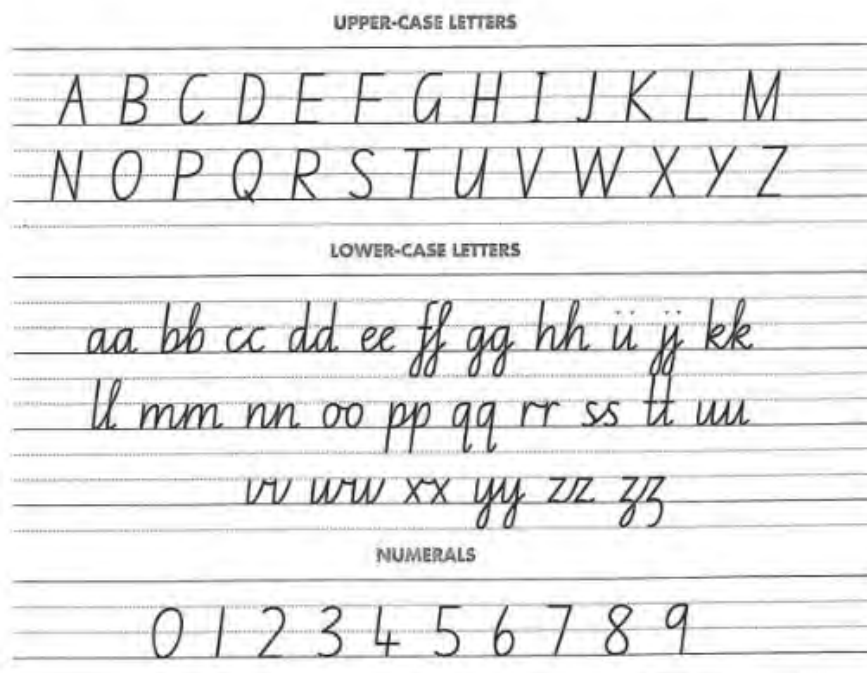 UPPER-CASE LETTERS
A B C D E F G H I J K L M
N O P Q R S T U V W X Y Z
LOWER-CASE LETTERS
aa bb cc dd ee ff gg hh ii jj kk
ll mm nn oo pp qq rr ss tt uu
vv ww xx yy zz zz
NUMERALS
0 1 2 3 4 5 6 7 8 9